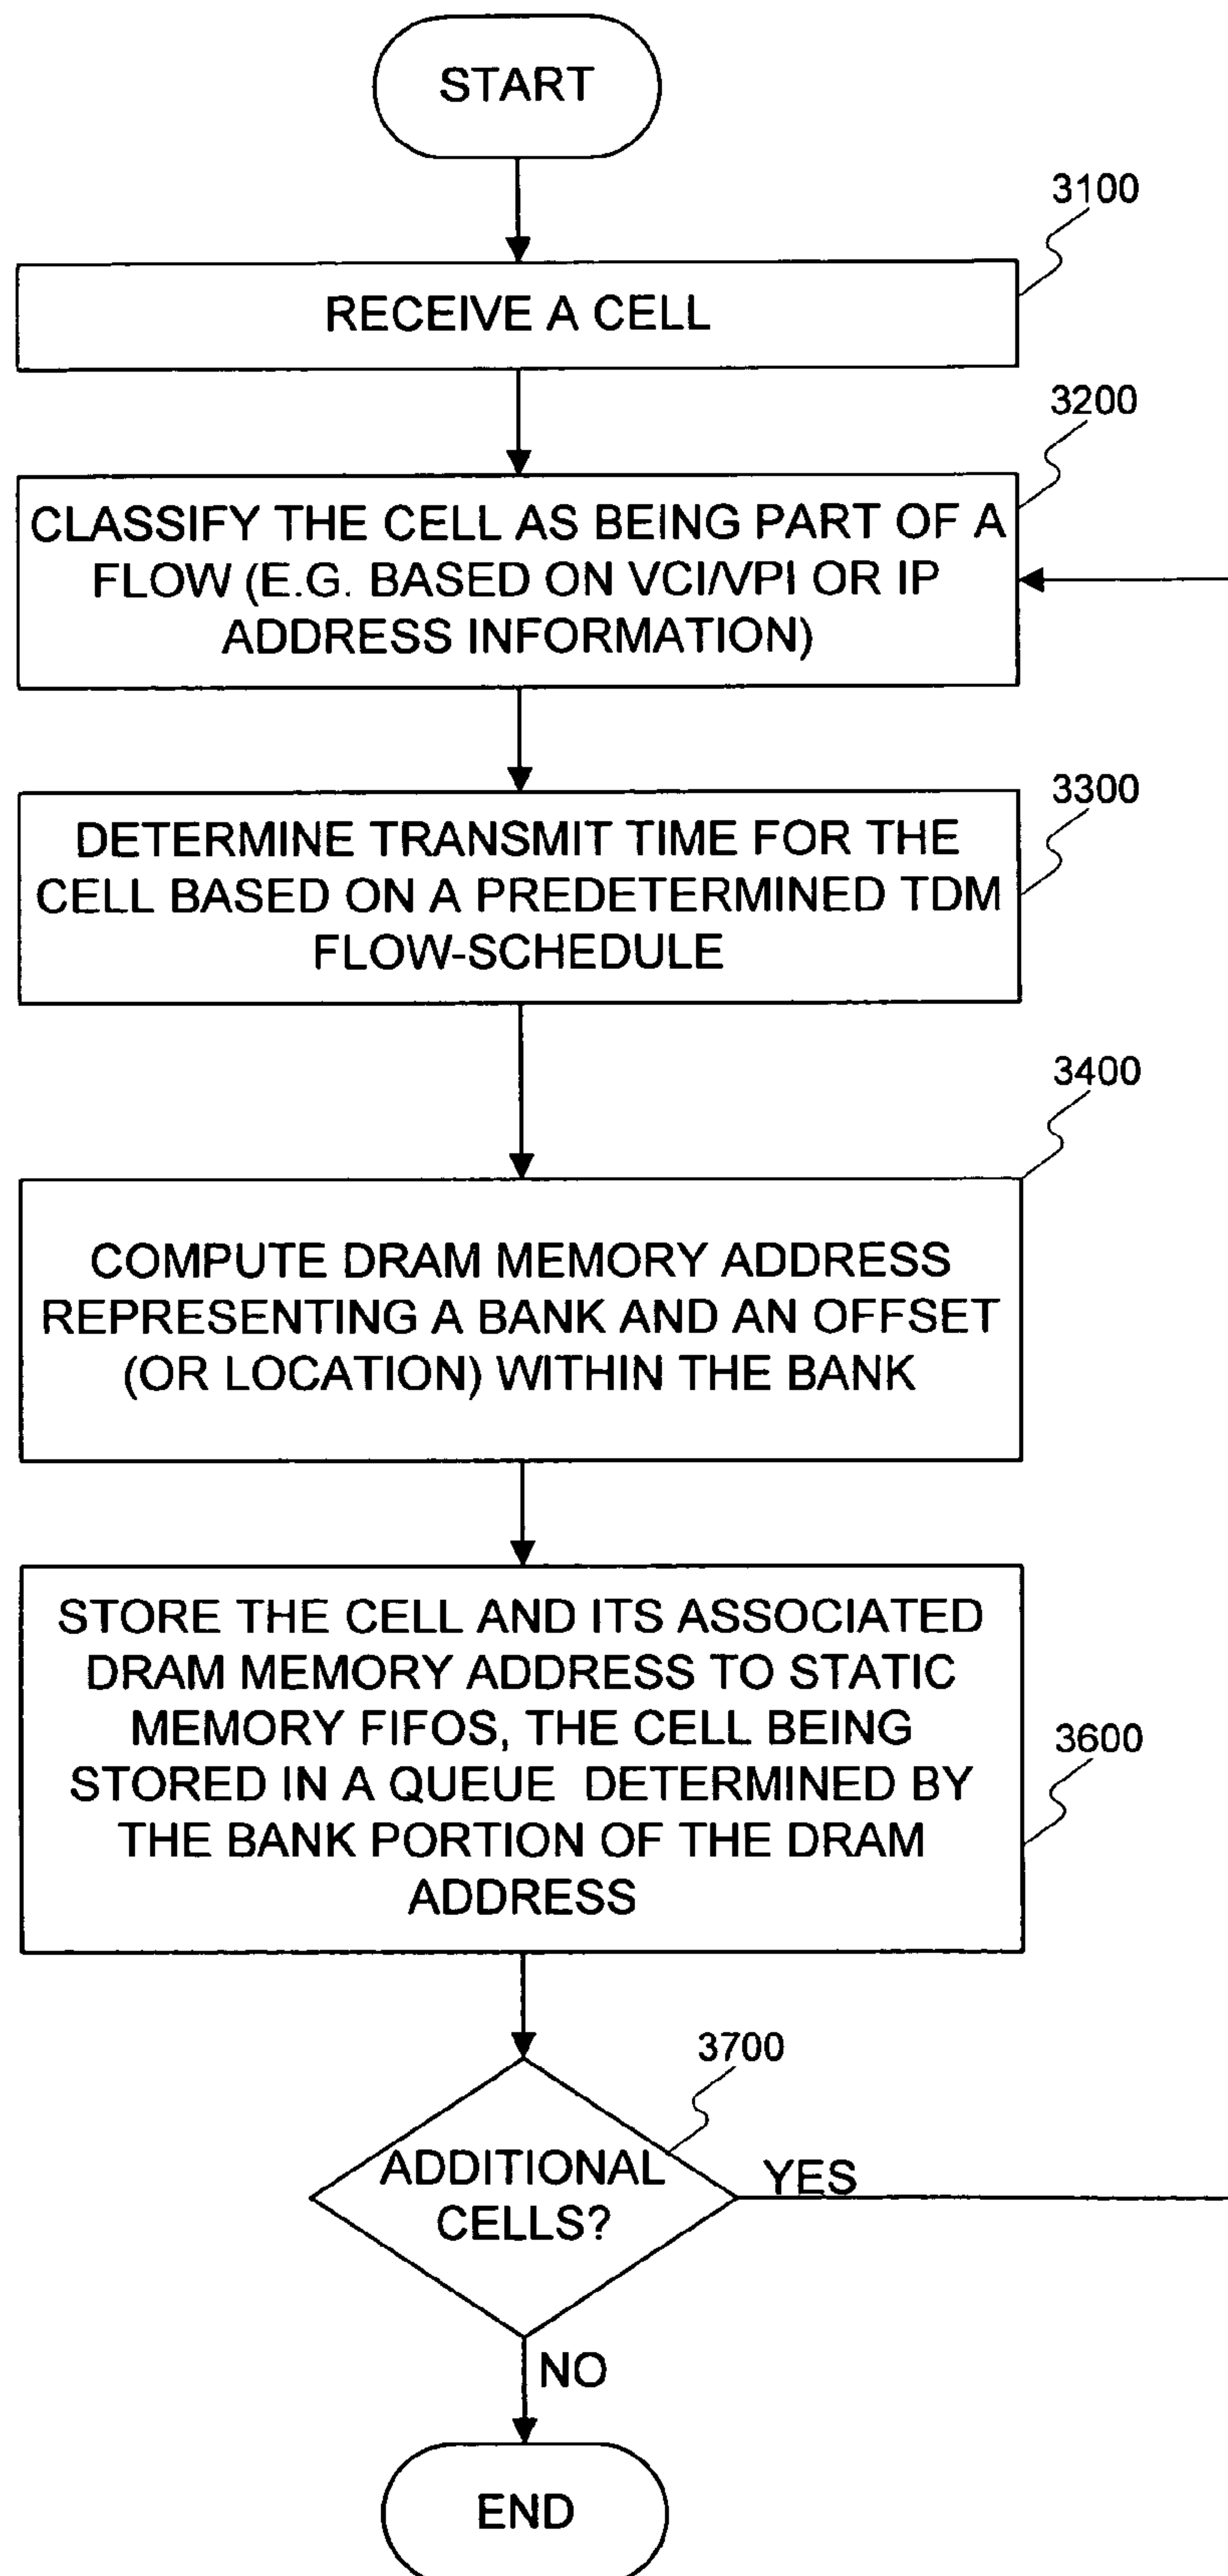 START
3100
RECEIVE A CELL
3200
CLASSIFY THE CELL AS BEING PART OF A
FLOW (E.G. BASED ON VCI/VPI OR IP
ADDRESS INFORMATION)
3300
DETERMINE TRANSMIT TIME FOR THE
CELL BASED ON A PREDETERMINED TDM
FLOW-SCHEDULE
3400
COMPUTE DRAM MEMORY ADDRESS
REPRESENTING A BANK AND AN OFFSET
(OR LOCATION) WITHIN THE BANK
STORE THE CELL AND ITS ASSOCIATED
DRAM MEMORY ADDRESS TO STATIC
MEMORY FIFOS, THE CELL BEING
3600
STORED IN A QUEUE DETERMINED BY
THE BANK PORTION OF THE DRAM
ADDRESS
3700
ADDITIONAL
CELLS?
YES
NO
END